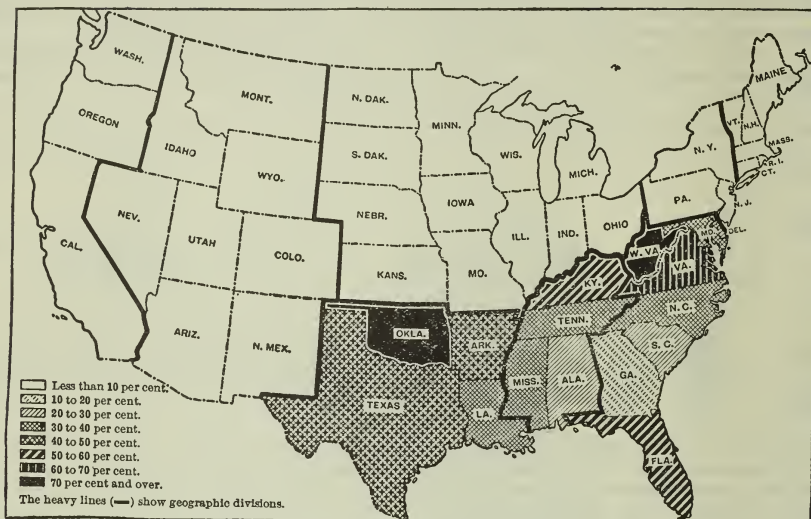 WASH.
MONT.
N. DAK.
MINN.
MAINE
OREGON
IDAHO
S. DAK.
WIS.
MICH.
VT.
N.H.
MASS.
N. Y.
R. I.
CT.
WYO.
NEBR.
IOWA
PA.
N. J.
NEV.
UTAH
COLO.
ILL.
IND.
OHIO
CAL.
KANS.
MO.
W. VA.
MD.
DEL.
KY.
VA.
ARIZ.
N. MEX.
OKLA.
ARK.
TENN.
N. C.
S. C.
TEXAS
LA.
MISS.
ALA.
GA.
FLA.
Less than 10 per cent.
10 to 20 per cent.
20 to 30 per cent.
30 to 40 per cent.
40 to 50 per cent.
50 to 60 per cent.
60 to 70 per cent.
70 per cent and over.
The heavy lines (━) show geographic divisions.